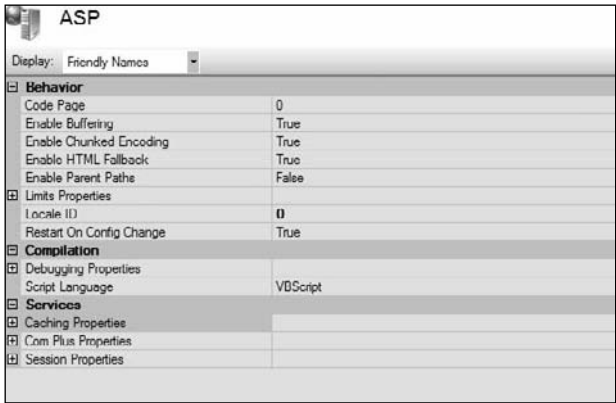 ASP
Display: Friendly Names
Behavior
Code Page 0
Enable Buffering True
Enable Chunked Encoding True
Enable HTML Fallback True
Enable Parent Paths False
Limits Properties
Locale ID 0
Restart On Config Change True
Compilation
Debugging Properties
Script Language VBScript
Services
Caching Properties
Com Plus Properties
Session Properties